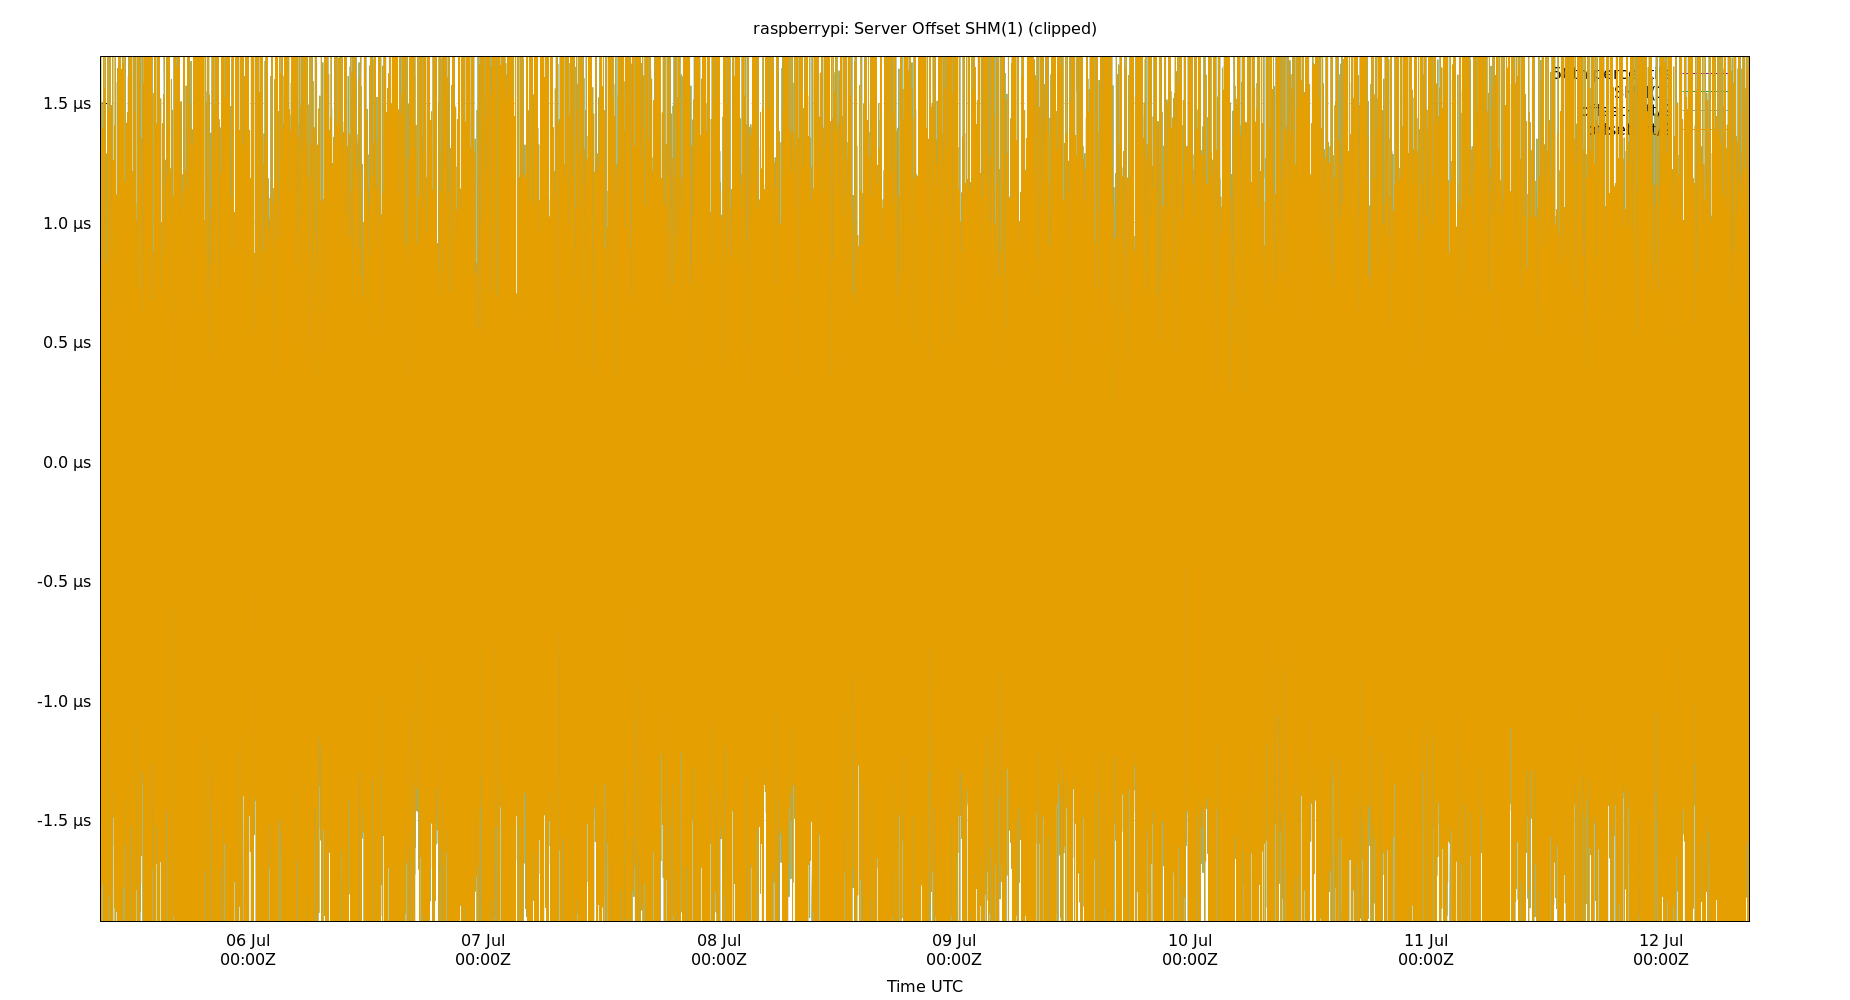 raspberrypi: Server Offset SHM(1) (clipped)
1.5 µs
1.0 µs
0.5 µs
0.0 µs
-0.5 µs
-1.0 µs
-1.5 µs
06 Jul 07 Jul 08 Jul 09 Jul 10 Jul 11 Jul 12 Jul
00:00Z 00:00Z 00:00Z 00:00Z 00:00Z 00:00Z 00:00Z
Time UTC